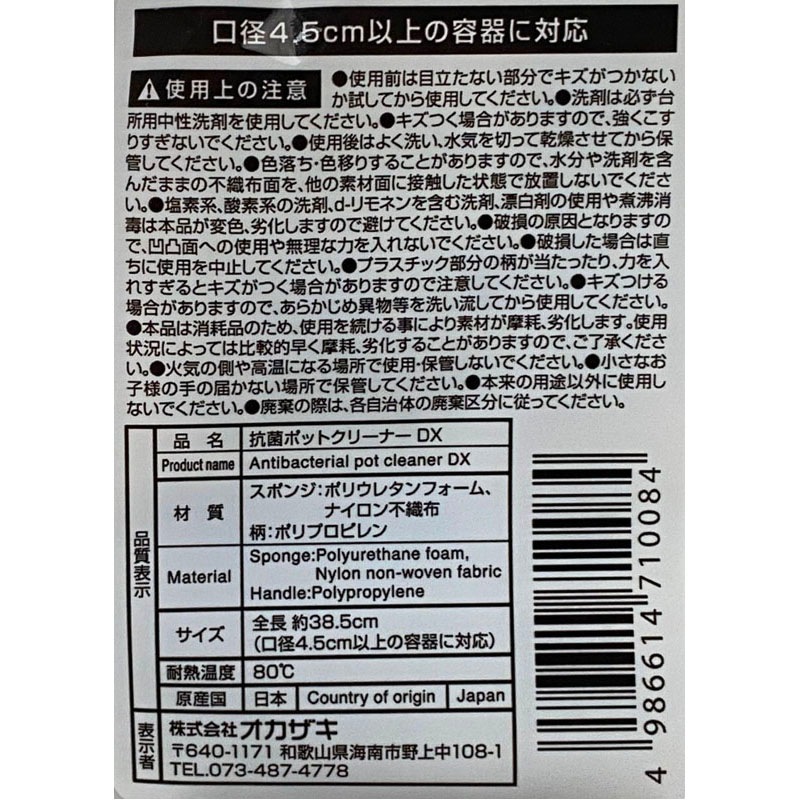 口径4.5cm以上の容器に対応
⚠使用上の注意 ●使用前は目立たない部分でキズがつかない
か試してから使用してください。●洗剤は必ず台
所用中性洗剤を使用してください。●キズつく場合がありますので、強くこす
りすぎないでください。●使用後はよく洗い、水気を切って乾燥させてから保
管してください。●色落ち・色移りすることがありますので、水分や洗剤を含
んだままの不織布面を、他の素材面に接触した状態で放置しないでくださ
い。●塩素系、酸素系の洗剤、d-リモネンを含む洗剤、漂白剤の使用や煮沸消
毒は本品が変色、劣化しますので避けてください。●破損の原因となりますの
で、凹凸面への使用や無理な力を入れないでください。●破損した場合は直
ちに使用を中止してください。●プラスチック部分の柄が当たったり、力を入
れすぎるとキズがつく場合がありますので注意してください。●キズつける
場合がありますので、あらかじめ異物等を洗い流してから使用してください。
●本品は消耗品のため、使用を続ける事により素材が摩耗、劣化します。使用
状況によっては比較的早く摩耗、劣化することがありますので、ご了承くださ
い。●火気の側や高温になる場所で使用・保管しないでください。●小さなお
子様の手の届かない場所で保管してください。●本来の用途以外に使用し
ないでください。●廃棄の際は、各自治体の廃棄区分に従ってください。
品質表示
品 名 抗菌ポットクリーナー DX
Product name Antibacterial pot cleaner DX
材 質 スポンジ:ポリウレタンフォーム、
ナイロン不織布
柄:ポリプロピレン
Material Sponge:Polyurethane foam,
Nylon non-woven fabric
Handle:Polypropylene
サイズ 全長 約38.5cm
(口径4.5cm以上の容器に対応)
耐熱温度 80℃
原産国 日本 Country of origin Japan
表示者 株式会社オカザキ
〒640-1171 和歌山県海南市野上中108-1
TEL.073-487-4778
4 986614 710084